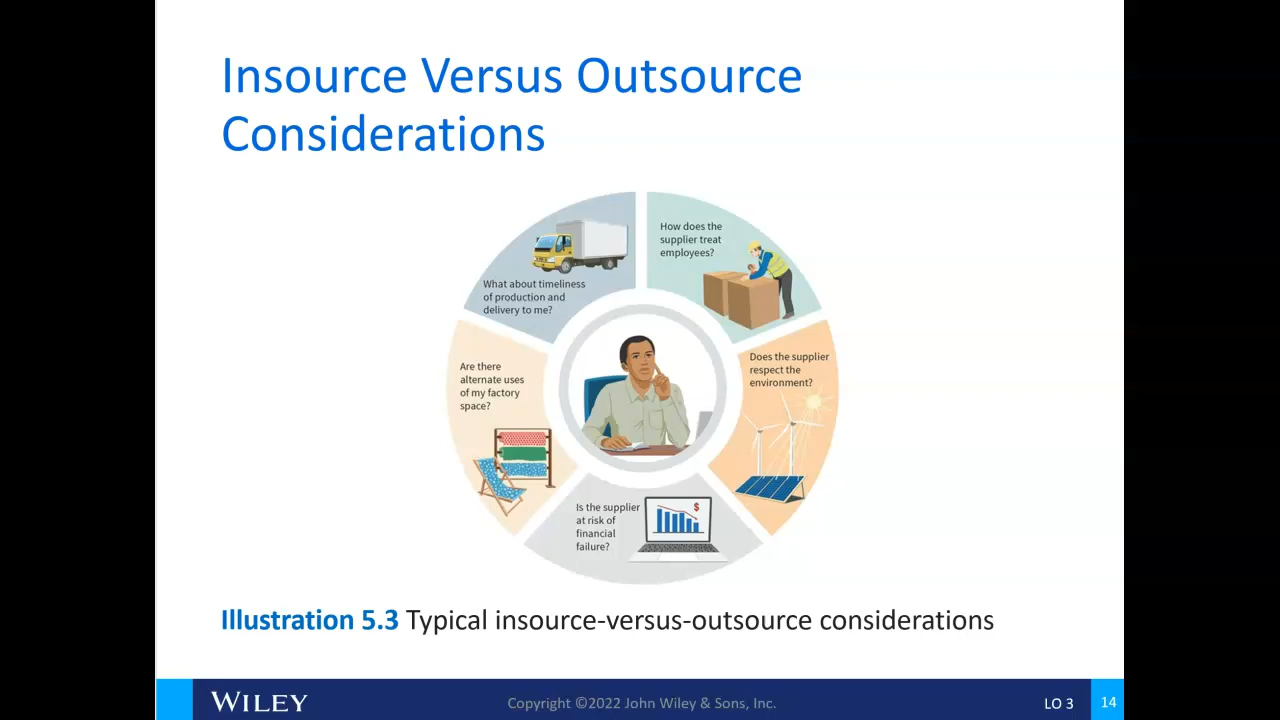 Insource Versus Outsource
Considerations
What about timeliness
of production and
delivery to me?
How does the
supplier treat
employees?
Are there
alternate uses
of my factory
space?
Does the supplier
respect the
environment?
Is the supplier
at risk of
financial
failure?
$
Illustration 5.3 Typical insource-versus-outsource considerations
WILEY
Copyright ©2022 John Wiley & Sons, Inc.
LO 3
14